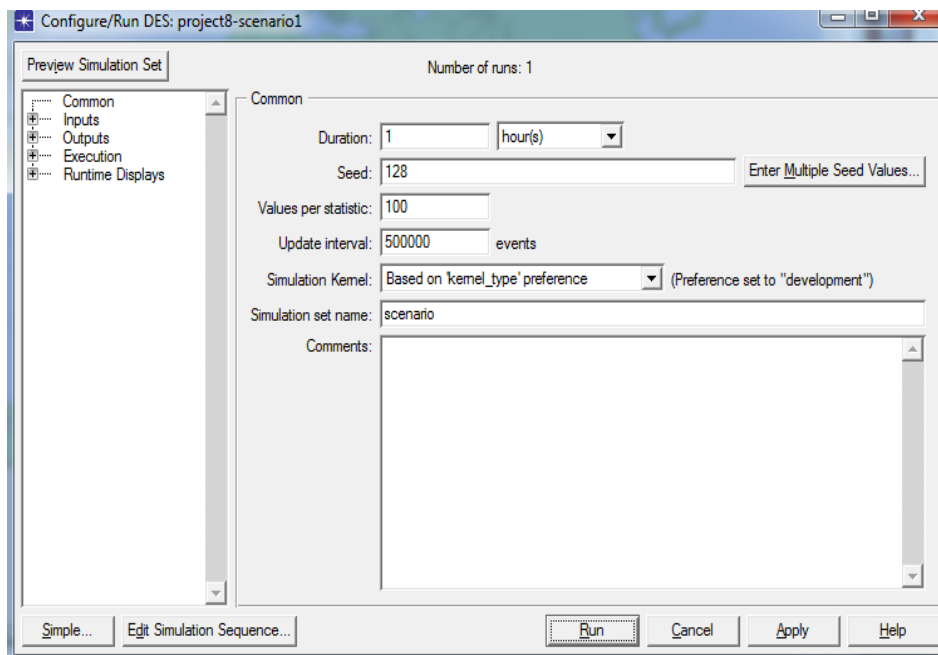 Configure/Run DES: project8-scenario1
Preview Simulation Set
Number of runs: 1
Common
Inputs
Outputs
Execution
Runtime Displays
Common
Duration: 1 hour(s)
Seed: 128 Enter Multiple Seed Values...
Values per statistic: 100
Update interval: 500000 events
Simulation Kernel: Based on 'kernel_type' preference (Preference set to "development")
Simulation set name: scenario
Comments:
Simple... Edit Simulation Sequence... Run Cancel Apply Help